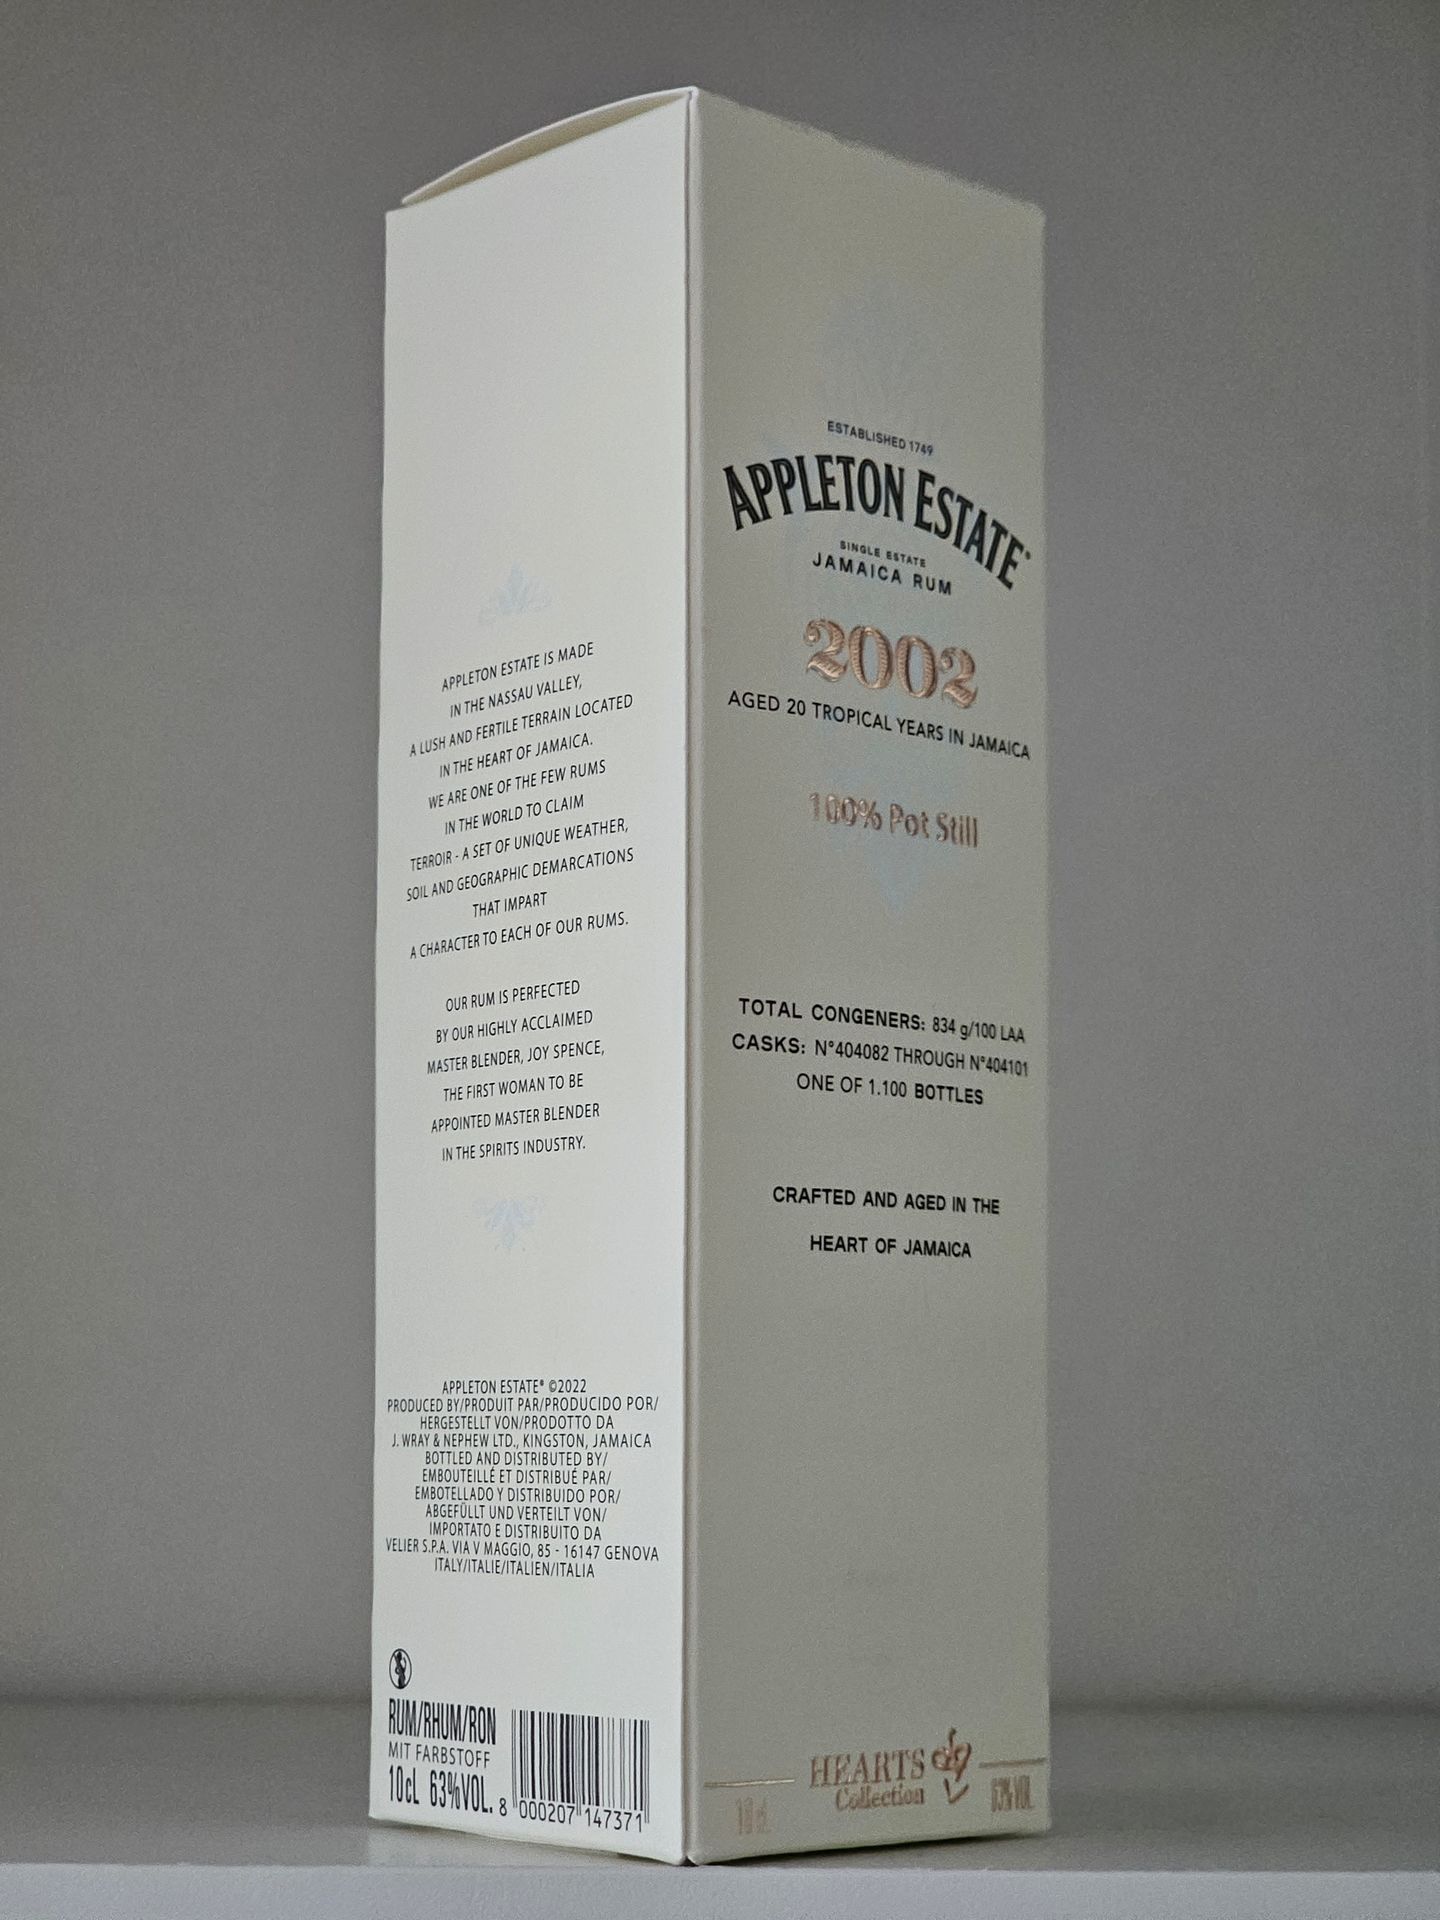 APPLETON ESTATE IS MADE
IN THE NASSAU VALLEY,
A LUSH AND FERTILE TERRAIN LOCATED
IN THE HEART OF JAMAICA.
WE ARE ONE OF THE FEW RUMS
IN THE WORLD TO CLAIM
TERROIR - A SET OF UNIQUE WEATHER,
SOIL AND GEOGRAPHIC DEMARCATIONS
THAT IMPART
A CHARACTER TO EACH OF OUR RUMS.
OUR RUM IS PERFECTED
BY OUR HIGHLY ACCLAIMED
MASTER BLENDER, JOY SPENCE,
THE FIRST WOMAN TO BE
APPOINTED MASTER BLENDER
IN THE SPIRITS INDUSTRY.
APPLETON ESTATE® ©2022
PRODUCED BY/PRODUIT PAR/PRODUCIDO POR/
HERGESTELLT VON/PRODOTTO DA
J. WRAY & NEPHEW LTD., KINGSTON, JAMAICA
BOTTLED AND DISTRIBUTED BY/
EMBOUTEILLÉ ET DISTRIBUÉ PAR/
EMBOTELLADO Y DISTRIBUIDO POR/
ABGEFÜLLT UND VERTEILT VON/
IMPORTATO E DISTRIBUITO DA
VELIER S.P.A. VIA V MAGGIO, 85 - 16147 GENOVA
ITALY/ITALIE/ITALIEN/ITALIA
RUM/RHUM/RON
MIT FARBSTOFF
10cL 63%VOL.
8 000207 147371
ESTABLISHED 1749
APPLETON ESTATE®
SINGLE ESTATE
JAMAICA RUM
2002
AGED 20 TROPICAL YEARS IN JAMAICA
100% Pot Still
TOTAL CONGENERS: 834 g/100 LAA
CASKS: N°404082 THROUGH N°404101
ONE OF 1.100 BOTTLES
CRAFTED AND AGED IN THE
HEART OF JAMAICA
HEARTS
Collection
10 cl
63%VOL.